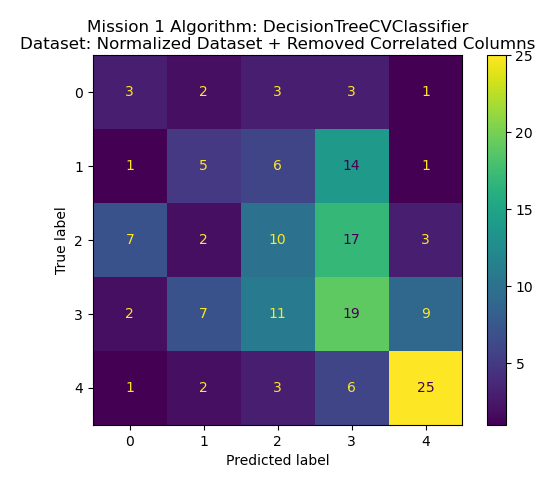 Mission 1 Algorithm: DecisionTreeCVClassifier
Dataset: Normalized Dataset + Removed Correlated Columns
True label
0 3 2 3 3 1
1 1 5 6 14 1
2 7 2 10 17 3
3 2 7 11 19 9
4 1 2 3 6 25
0 1 2 3 4
Predicted label
25
20
15
10
5